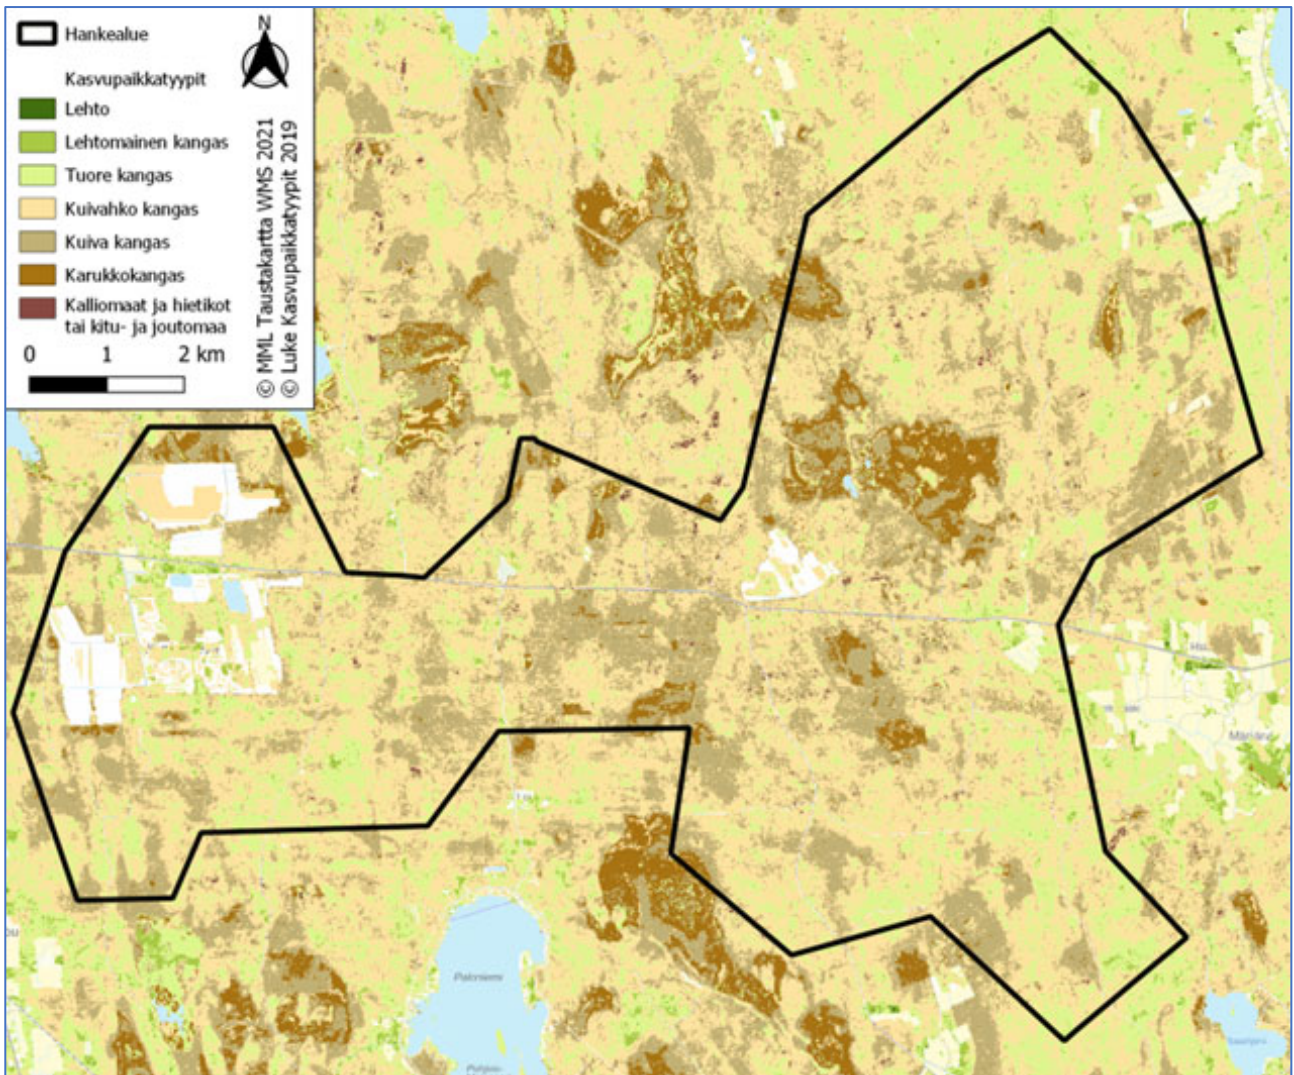 Hankealue
N
Kasvupaikkatyypit
Lehto
Lehtomainen kangas
Tuore kangas
Kuivahko kangas
Kuiva kangas
Karukkokangas
Kalliomaat ja hietikot
tai kitu- ja joutomaa
0 1 2 km
© MML Taustakartta WMS 2021
© Luke Kasvupaikkatyypit 2019